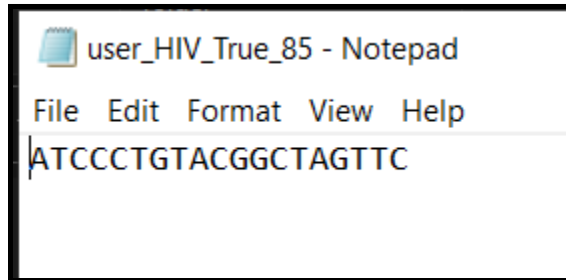 user_HIV_True_85 - Notepad
File Edit Format View Help
ATCCCTGTACGGCTAGTTC